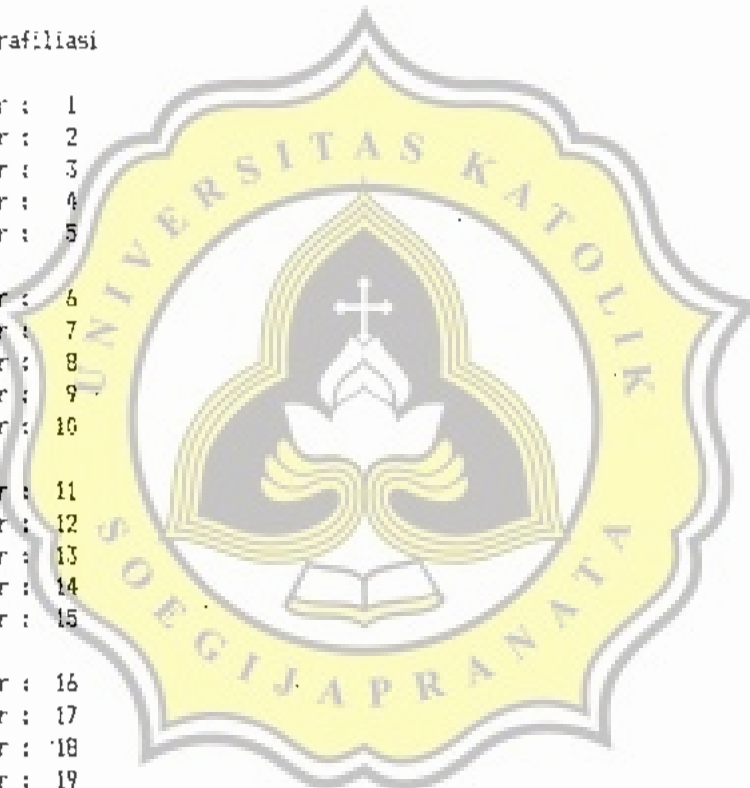 rafiliasi
r : 1
r : 2
r : 3
r : 4
r : 5
r : 6
r : 7
r : 8
r : 9
r : 10
r : 11
r : 12
r : 13
r : 14
r : 15
r : 16
r : 17
r : 18
r : 19
UNIVERSITAS KATOLIK
SOEGIJAPRANATA